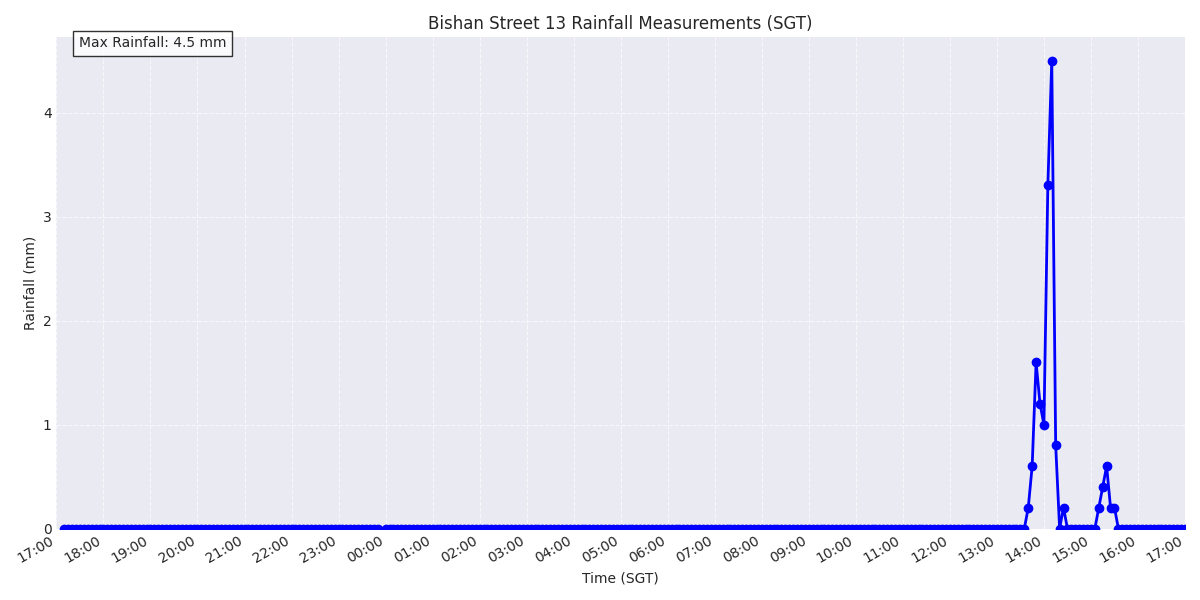 Bishan Street 13 Rainfall Measurements (SGT)
Max Rainfall: 4.5 mm
Rainfall (mm)
4
3
2
1
0
17:00 18:00 19:00 20:00 21:00 22:00 23:00 00:00 01:00 02:00 03:00 04:00 05:00 06:00 07:00 08:00 09:00 10:00 11:00 12:00 13:00 14:00 15:00 16:00 17:00
Time (SGT)